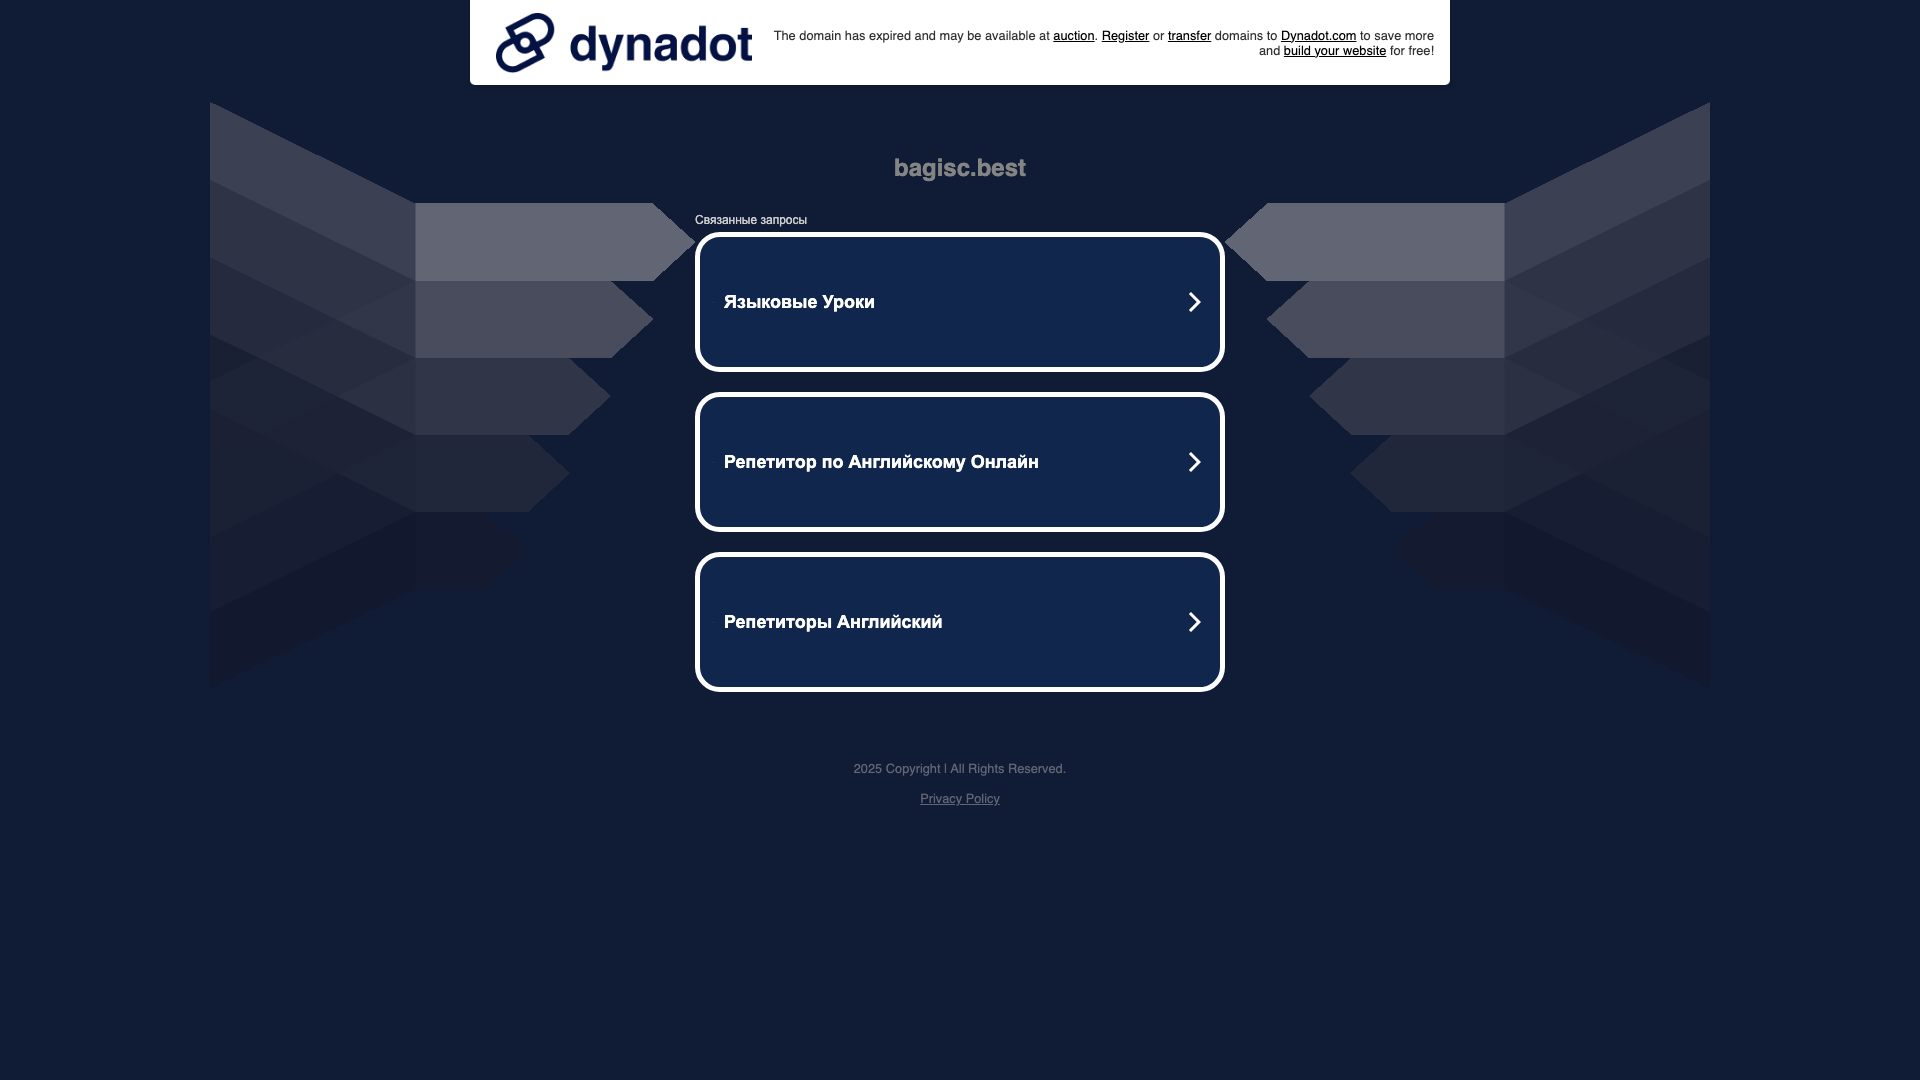 dynadot
The domain has expired and may be available at auction. Register or transfer domains to Dynadot.com to save more
and build your website for free!
bagisc.best
Связанные запросы
Языковые Уроки
Репетитор по Английскому Онлайн
Репетиторы Английский
2025 Copyright | All Rights Reserved.
Privacy Policy